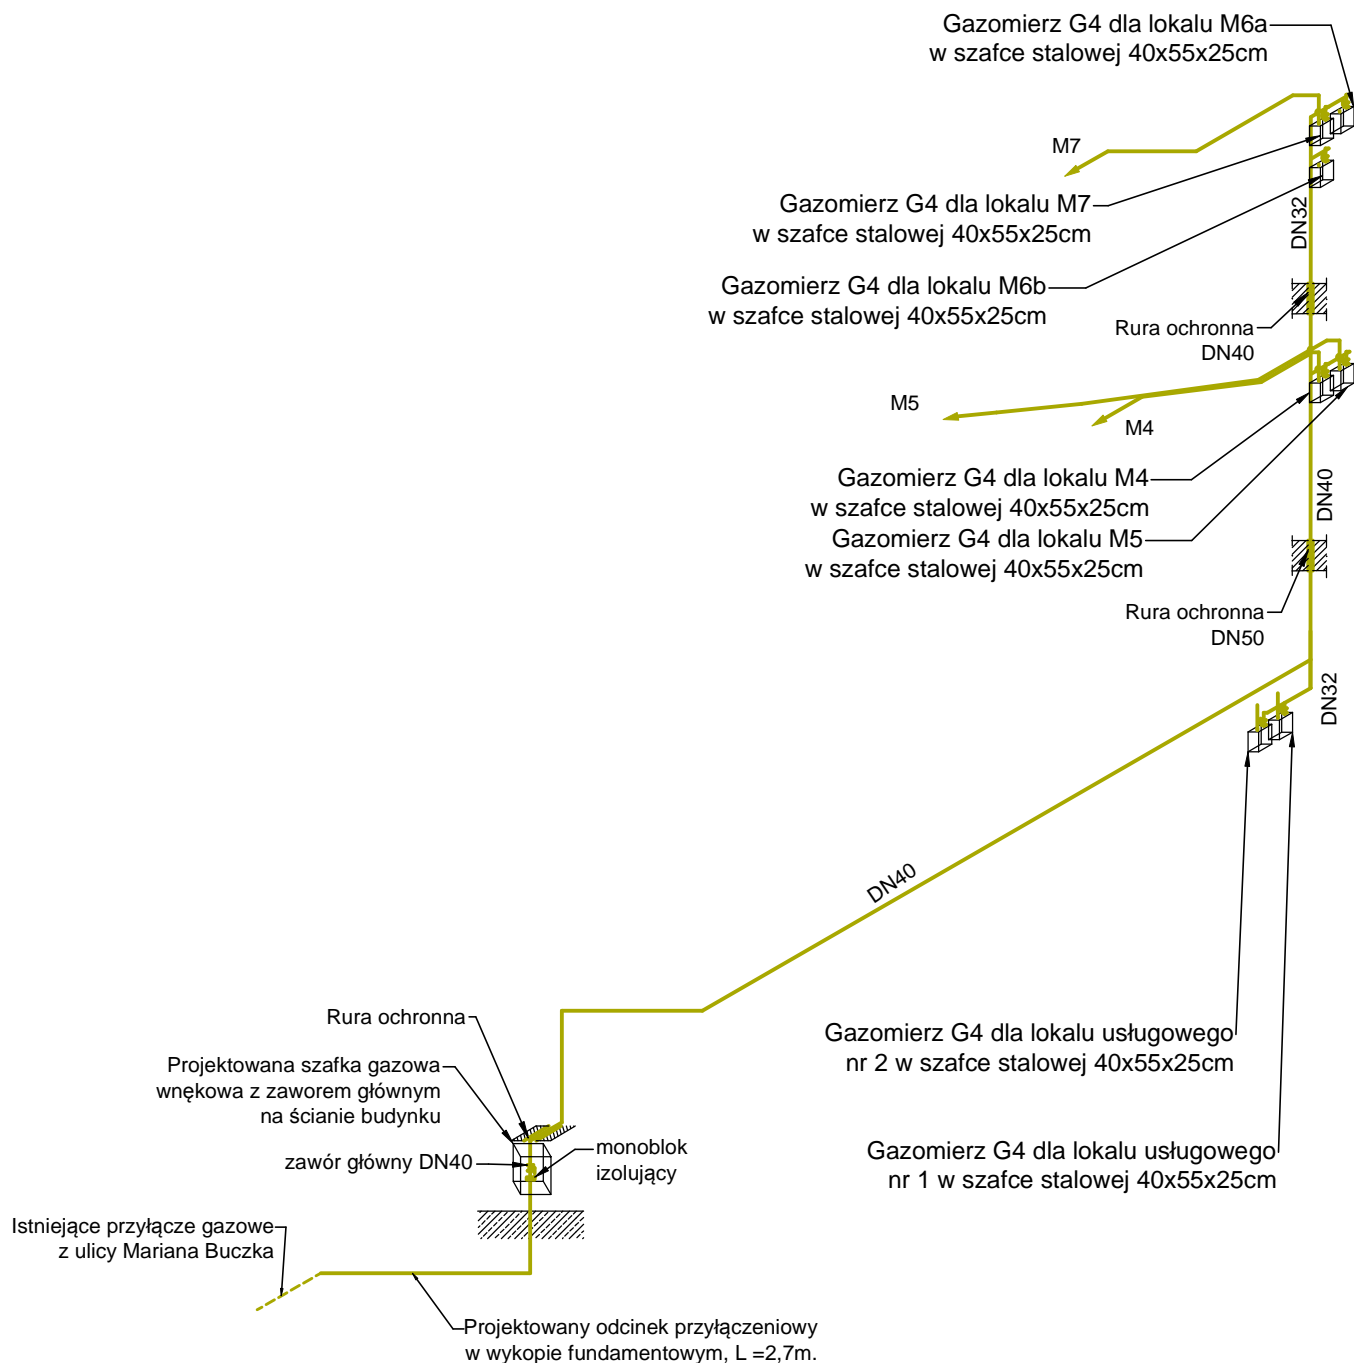 Gazomierz G4 dla lokalu M6a
w szafce stalowej 40x55x25cm
M7
Gazomierz G4 dla lokalu M7
w szafce stalowej 40x55x25cm
DN32
Gazomierz G4 dla lokalu M6b
w szafce stalowej 40x55x25cm
Rura ochronna
DN40
M5
M4
Gazomierz G4 dla lokalu M4
w szafce stalowej 40x55x25cm
DN40
Gazomierz G4 dla lokalu M5
w szafce stalowej 40x55x25cm
Rura ochronna
DN50
DN32
DN40
Rura ochronna
Projektowana szafka gazowa
wnękowa z zaworem głównym
na ścianie budynku
Gazomierz G4 dla lokalu usługowego
nr 2 w szafce stalowej 40x55x25cm
zawór główny DN40
monoblok
izolujący
Gazomierz G4 dla lokalu usługowego
nr 1 w szafce stalowej 40x55x25cm
Istniejące przyłącze gazowe
z ulicy Mariana Buczka
Projektowany odcinek przyłączeniowy
w wykopie fundamentowym, L =2,7m.